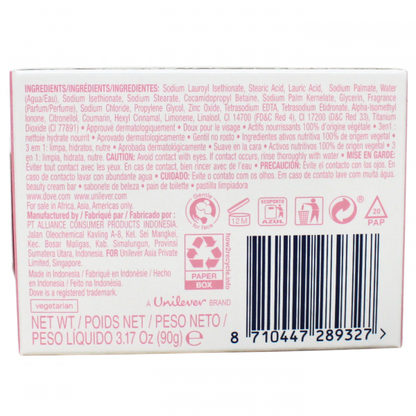 INGREDIENTS/INGRÉDIENTS/INGREDIENTES: Sodium Lauroyl Isethionate, Stearic Acid, Lauric Acid, Sodium Palmate, Water
(Aqua/Eau), Sodium Isethionate, Sodium Stearate, Cocamidopropyl Betaine, Sodium Palm Kernelate, Glycerin, Fragrance
(Parfum/Perfume), Sodium Chloride, Propylene Glycol, Zinc Oxide, Tetrasodium EDTA, Tetrasodium Etidronate, Alpha-Isomethyl
Ionone, Citronellol, Coumarin, Hexyl Cinnamal, Limonene, Linalool, CI 14700 (FD&C Red 4), CI 17200 (D&C Red 33), Titanium
Dioxide (CI 77891) • Approved dermatologiquement • Doux pour le visage • Actifs nourrissants 100% d'origine végétale • 3en1,
nettoie hydrate nourrit • Aprobado dermatológicamente • Gentil no rosto • Ingredientes ativos nutritivos 100% de origem vegetal •
3 em 1: limpa, hidrata, nutre • Aprobada dermatológicamente • Suave en la cara • Activos nutritivos 100% de origen vegetal •
3 en 1: limpia, hidrata, nutre. CAUTION: Avoid contact with eyes. If contact occurs, rinse thoroughly with water • MISE EN GARDE:
Éviter tout contact avec les yeux. En cas de contact, bien rincer avec de l'eau • PRECAUCIÓN: Evite el contacto con los ojos. En
caso de contacto lavar con abundante agua • CUIDADO: Evite o contato com os olhos. Em caso de contato lave com muita água.
beauty cream bar • sabonete de beleza • pain de toilette • pastilla limpiadora
www.dove.com www.unilever.com
For sale in Africa, Asia, Americas only.
Manufactured by / Fabriqué par / Fabricado por:
PT ALLIANCE CONSUMER PRODUCTS INDONESIA.
Jalan Oleochemical Kavling A-8, Kel. Sei Mangkei,
Kec. Bosar Maligas, Kab. Simalungun, Provinsi
Sumatera Utara, Indonesia. FOR Unilever Asia Private
Limited, Singapore.
Made in Indonesia / Fabriqué en Indonésie / Hecho
en Indonesia / Feito na Indonésia.
Dove is a registered trademark.
vegetarian
A Unilever BRAND
NET WT / POIDS NET / PESO NETO /
PESO LÍQUIDO 3.17 Oz (90g)
12M
AZUL
20
PAP
how2recycle.info
PAPER
BOX
8 710447 289327 >